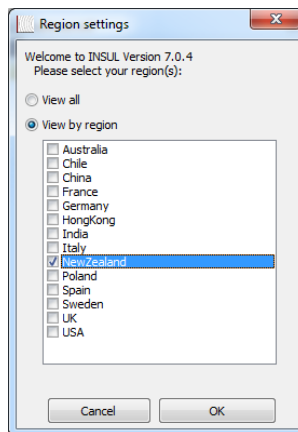 Region settings
Welcome to INSUL Version 7.0.4
Please select your region(s):
View all
View by region
Australia
Chile
China
France
Germany
HongKong
India
Italy
NewZealand
Poland
Spain
Sweden
UK
USA
Cancel OK